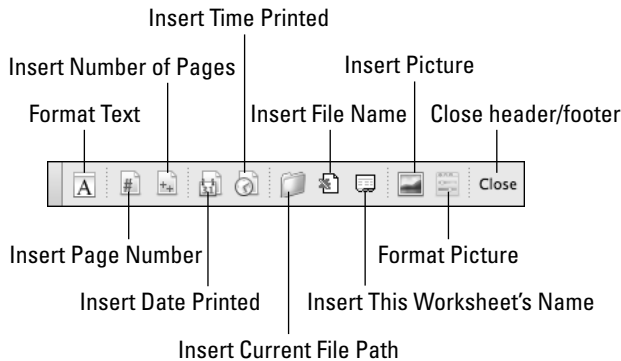 Insert Time Printed
Insert Number of Pages
Insert Picture
Format Text
Insert File Name
Close header/footer
A
#
++
Close
Insert Page Number
Format Picture
Insert Date Printed
Insert This Worksheet's Name
Insert Current File Path